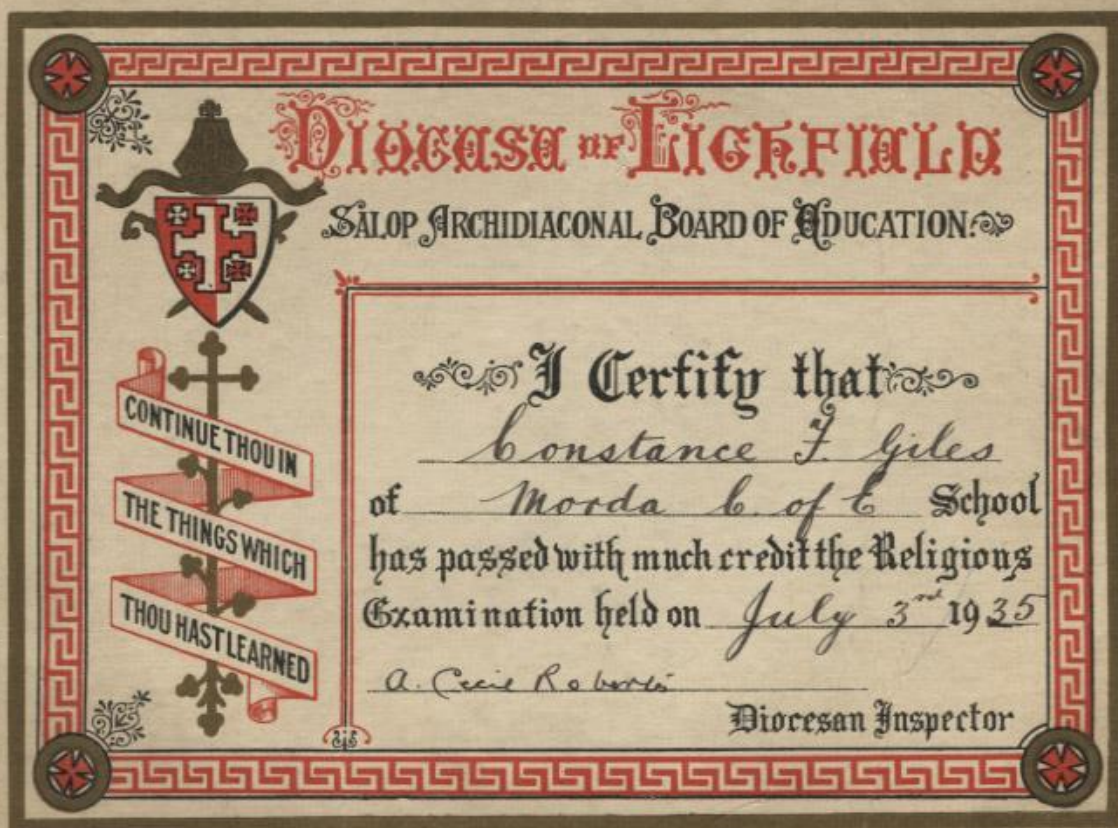 DIOCESE OF LICHFIELD
SALOP ARCHIDIACONAL BOARD OF EDUCATION.
I Certify that
Constance F. Giles
of Morda C. of E School
has passed with much credit the Religious
Examination held on July 3rd 1935
A. Cecil Roberts
Diocesan Inspector
CONTINUE THOU IN
THE THINGS WHICH
THOU HAST LEARNED